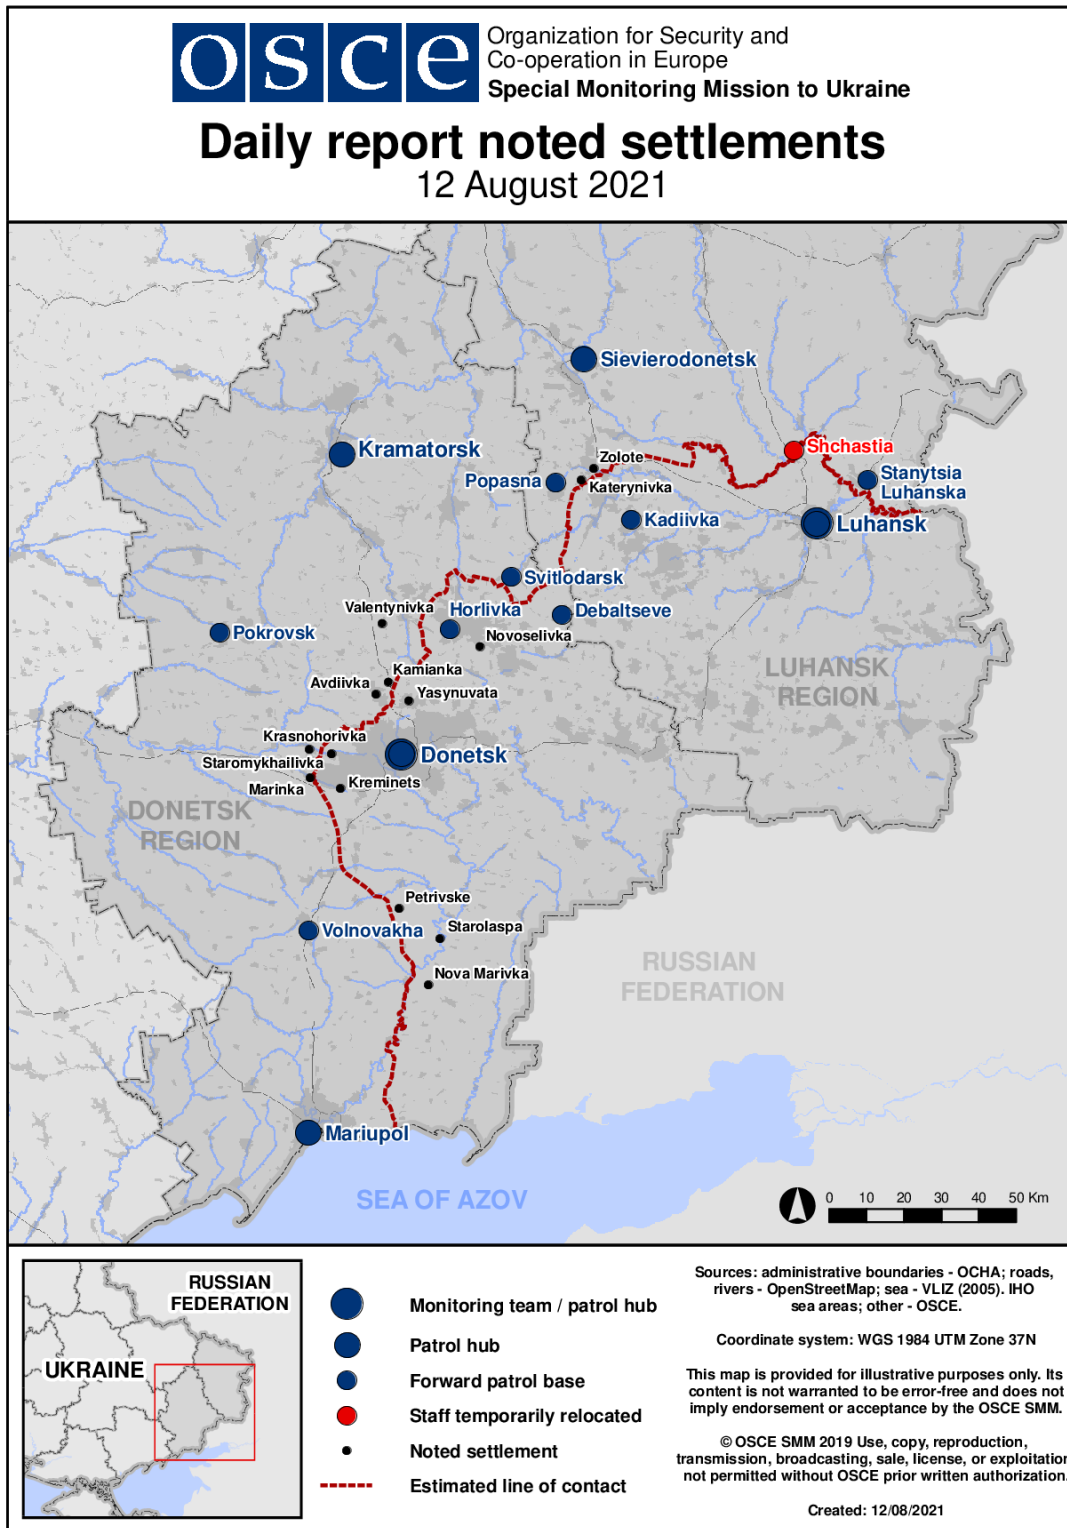 osce
Organization for Security and
Co-operation in Europe
Special Monitoring Mission to Ukraine
Daily report noted settlements
12 August 2021
Sievierodonetsk
Kramatorsk
Shchastia
Zolote
Popasna
Katerynivka
Stanytsia
Luhanska
Kadiivka
Luhansk
Svitlodarsk
Valentynivka
Horlivka
Debaltseve
Pokrovsk
Novoselivka
LUHANSK
REGION
Kamianka
Avdiivka
Yasynuvata
Krasnohorivka
Donetsk
Staromykhailivka
Marinka
Kreminets
DONETSK
REGION
Petrivske
Volnovakha
Starolaspa
Nova Marivka
RUSSIAN
FEDERATION
Mariupol
SEA OF AZOV
0 10 20 30 40 50 Km
RUSSIAN
FEDERATION
UKRAINE
Monitoring team / patrol hub
Patrol hub
Forward patrol base
Staff temporarily relocated
Noted settlement
Estimated line of contact
Sources: administrative boundaries - OCHA; roads,
rivers - OpenStreetMap; sea - VLIZ (2005). IHO
sea areas; other - OSCE.
Coordinate system: WGS 1984 UTM Zone 37N
This map is provided for illustrative purposes only. Its
content is not warranted to be error-free and does not
imply endorsement or acceptance by the OSCE SMM.
© OSCE SMM 2019 Use, copy, reproduction,
transmission, broadcasting, sale, license, or exploitation
not permitted without OSCE prior written authorization.
Created: 12/08/2021